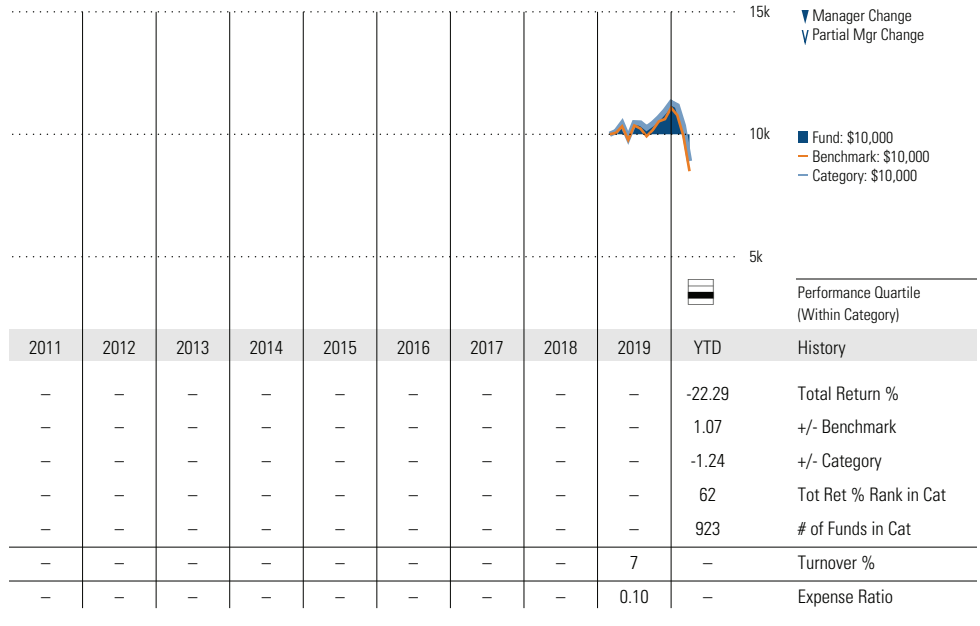 15k
Manager Change
Partial Mgr Change
10k
Fund: $10,000
Benchmark: $10,000
Category: $10,000
5k
Performance Quartile
(Within Category)
2011 2012 2013 2014 2015 2016 2017 2018 2019 YTD History
– – – – – – – – – -22.29 Total Return %
– – – – – – – – – 1.07 +/- Benchmark
– – – – – – – – – -1.24 +/- Category
– – – – – – – – – 62 Tot Ret % Rank in Cat
– – – – – – – – – 923 # of Funds in Cat
– – – – – – – – 7 – Turnover %
– – – – – – – – 0.10 – Expense Ratio